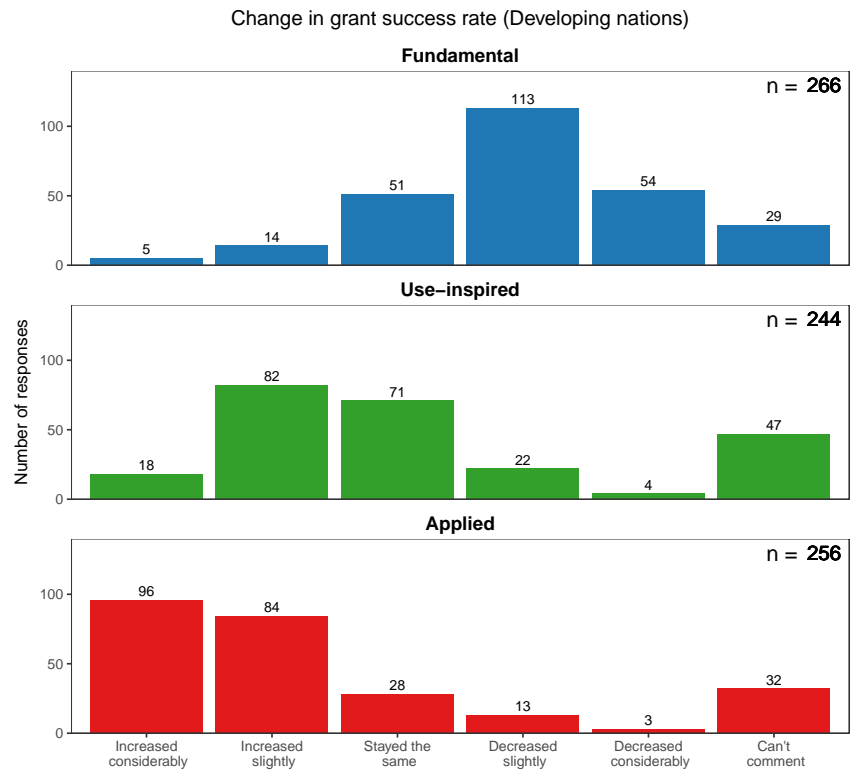 Change in grant success rate (Developing nations)
Fundamental
n = 266
100
50
0
5
14
51
113
54
29
Use−inspired
n = 244
Number of responses
100
50
0
18
82
71
22
4
47
Applied
n = 256
100
50
0
96
84
28
13
3
32
Increased
considerably
Increased
slightly
Stayed the
same
Decreased
slightly
Decreased
considerably
Can't
comment